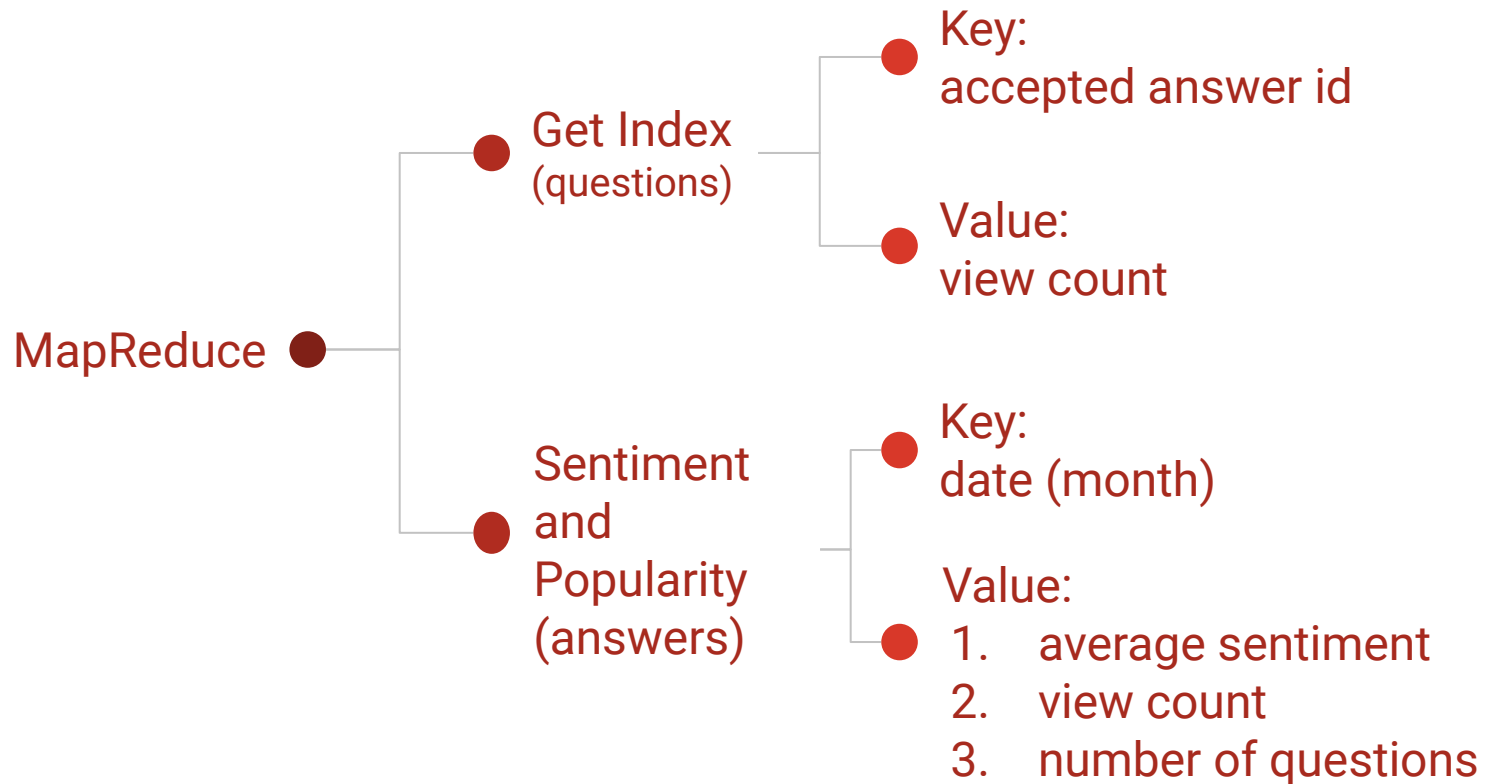 MapReduce
Get Index
(questions)
Key:
accepted answer id
Value:
view count
Sentiment
and
Popularity
(answers)
Key:
date (month)
Value:
1. average sentiment
2. view count
3. number of questions